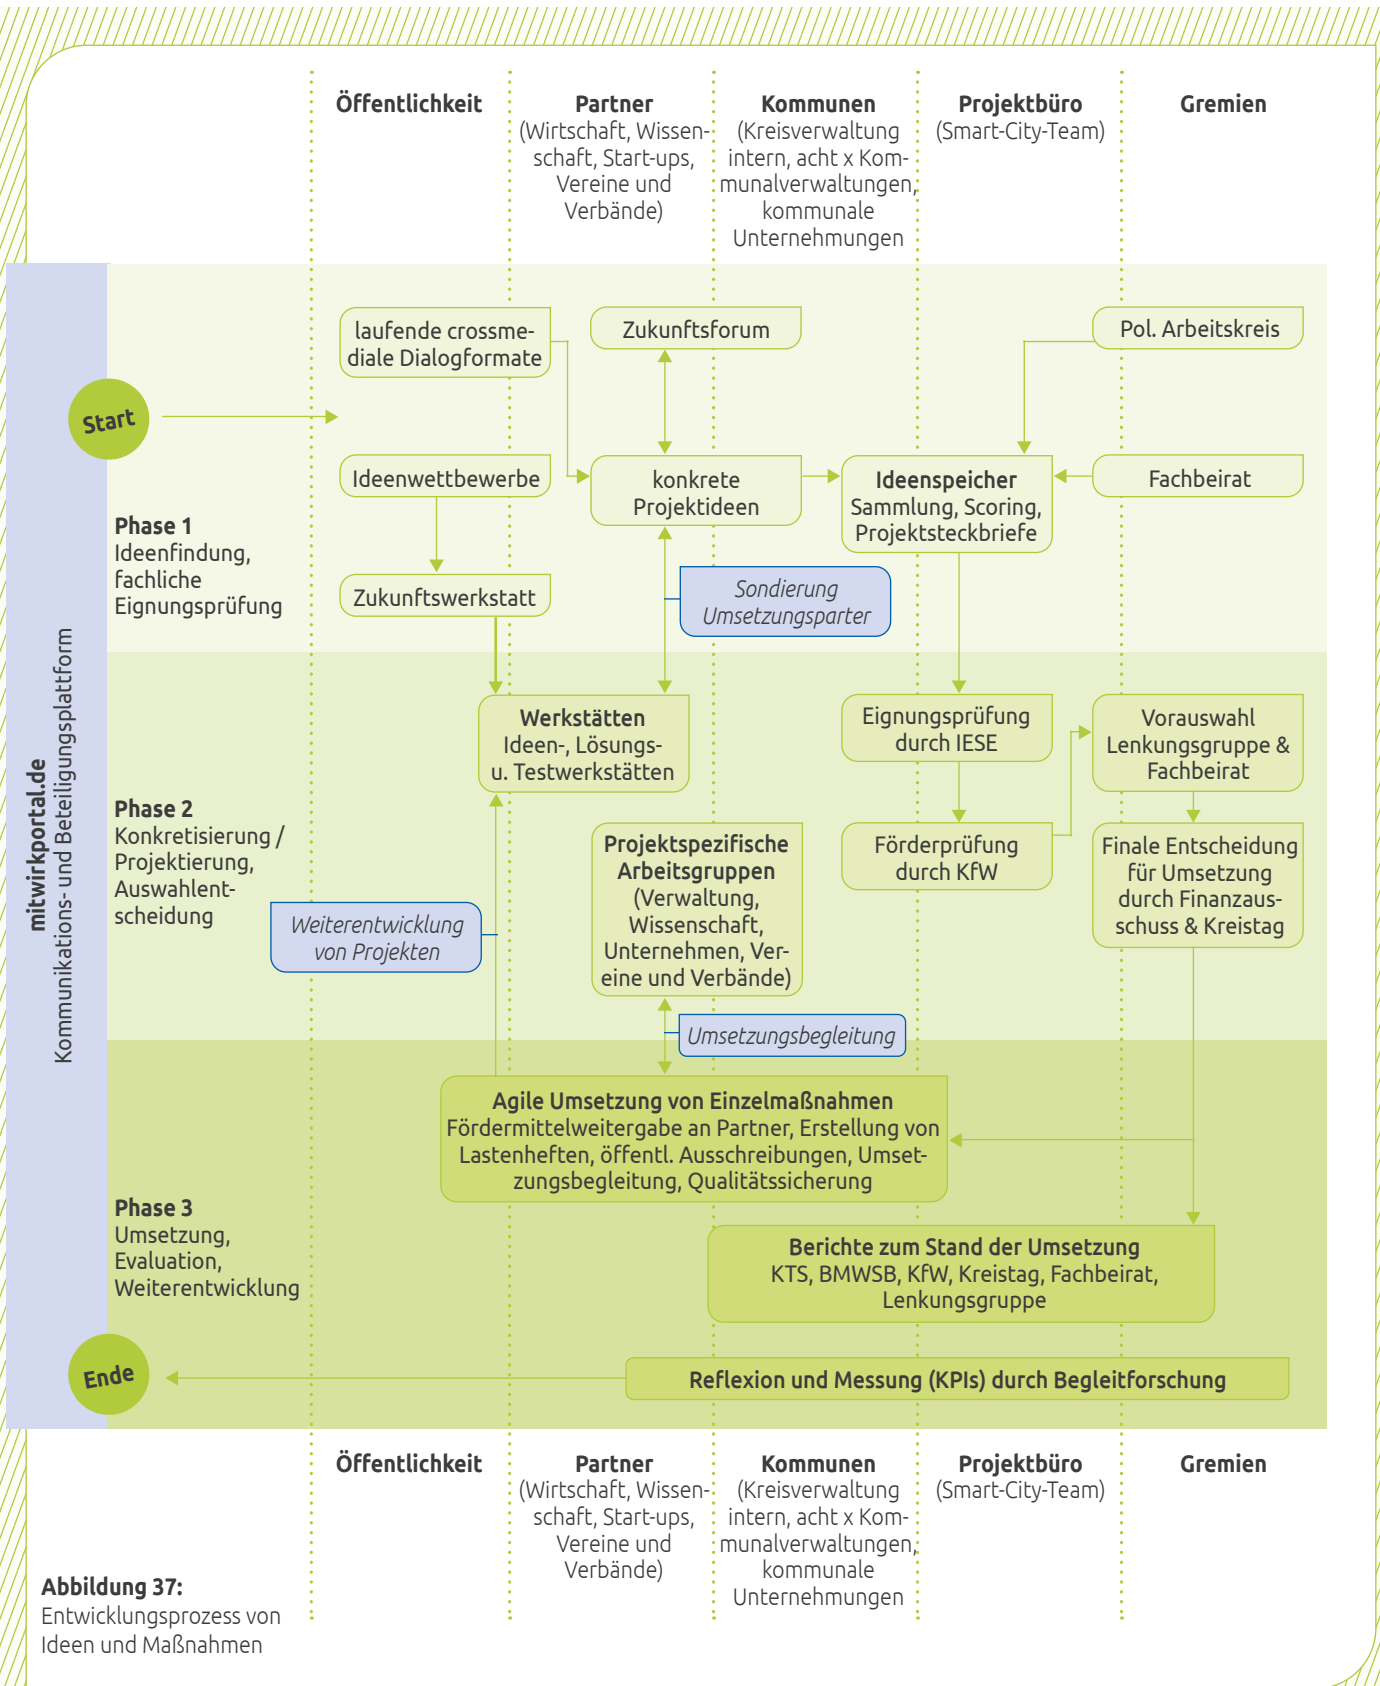 Öffentlichkeit
Partner
(Wirtschaft, Wissen-
schaft, Start-ups,
Vereine und
Verbände)
Kommunen
(Kreisverwaltung
intern, acht x Kom-
munalverwaltungen,
kommunale
Unternehmungen
Projektbüro
(Smart-City-Team)
Gremien
mitwirkportal.de
Kommunikations- und Beteiligungsplattform
Start
Phase 1
Ideenfindung,
fachliche
Eignungsprüfung
laufende crossme-
diale Dialogformate
Zukunftsforum
Pol. Arbeitskreis
Ideenwettbewerbe
konkrete
Projektideen
Ideenspeicher
Sammlung, Scoring,
Projektsteckbriefe
Fachbeirat
Zukunftswerkstatt
Sondierung
Umsetzungsparter
Phase 2
Konkretisierung /
Projektierung,
Auswahlent-
scheidung
Werkstätten
Ideen-, Lösungs-
u. Testwerkstätten
Eignungsprüfung
durch IESE
Vorauswahl
Lenkungsgruppe &
Fachbeirat
Projektspezifische
Arbeitsgruppen
(Verwaltung,
Wissenschaft,
Unternehmen, Ver-
eine und Verbände)
Förderprüfung
durch KfW
Finale Entscheidung
für Umsetzung
durch Finanzaus-
schuss & Kreistag
Weiterentwicklung
von Projekten
Umsetzungsbegleitung
Phase 3
Umsetzung,
Evaluation,
Weiterentwicklung
Agile Umsetzung von Einzelmaßnahmen
Fördermittelweitergabe an Partner, Erstellung von
Lastenheften, öffentl. Ausschreibungen, Umset-
zungsbegleitung, Qualitätssicherung
Berichte zum Stand der Umsetzung
KTS, BMWSB, KfW, Kreistag, Fachbeirat,
Lenkungsgruppe
Ende
Reflexion und Messung (KPIs) durch Begleitforschung
Öffentlichkeit
Partner
(Wirtschaft, Wissen-
schaft, Start-ups,
Vereine und
Verbände)
Kommunen
(Kreisverwaltung
intern, acht x Kom-
munalverwaltungen,
kommunale
Unternehmungen
Projektbüro
(Smart-City-Team)
Gremien
Abbildung 37:
Entwicklungsprozess von
Ideen und Maßnahmen